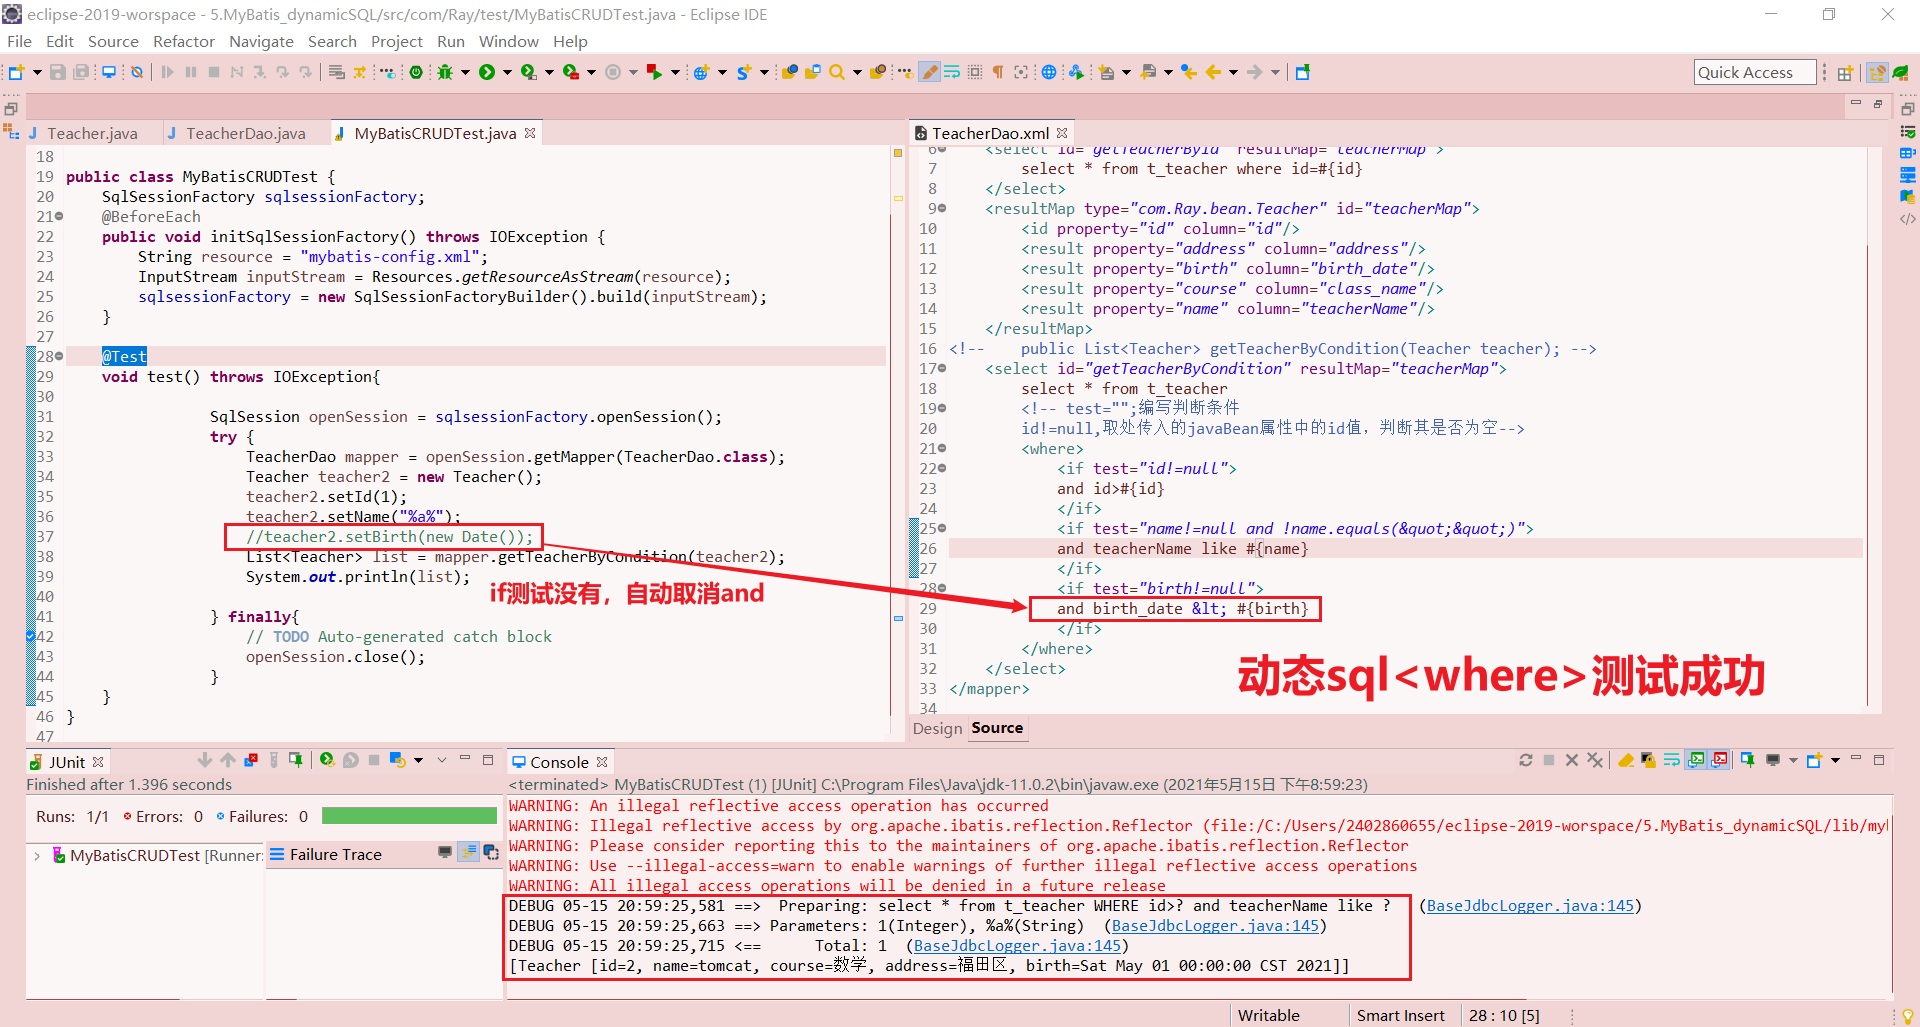 eclipse-2019-worspace - 5.MyBatis_dynamicSQL/src/com/Ray/test/MyBatisCRUDTest.java - Eclipse IDE
File Edit Source Refactor Navigate Search Project Run Window Help
Quick Access
Teacher.java TeacherDao.java MyBatisCRUDTest.java
18
19 public class MyBatisCRUDTest {
20 SqlSessionFactory sqlsessionFactory;
21 @BeforeEach
22 public void initSqlSessionFactory() throws IOException {
23 String resource = "mybatis-config.xml";
24 InputStream inputStream = Resources.getResourceAsStream(resource);
25 sqlsessionFactory = new SqlSessionFactoryBuilder().build(inputStream);
26 }
27
28 @Test
29 void test() throws IOException{
30
31 SqlSession openSession = sqlsessionFactory.openSession();
32 try {
33 TeacherDao mapper = openSession.getMapper(TeacherDao.class);
34 Teacher teacher2 = new Teacher();
35 teacher2.setId(1);
36 teacher2.setName("%a%");
37 //teacher2.setBirth(new Date());
38 List<Teacher> list = mapper.getTeacherByCondition(teacher2);
39 System.out.println(list);
if测试没有，自动取消and
40
41 } finally{
42 // TODO Auto-generated catch block
43 openSession.close();
44 }
45 }
46 }
47
TeacherDao.xml
6 <select id="getTeacherById" resultMap="teacherMap">
7 select * from t_teacher where id=#{id}
8 </select>
9 <resultMap type="com.Ray.bean.Teacher" id="teacherMap">
10 <id property="id" column="id"/>
11 <result property="address" column="address"/>
12 <result property="birth" column="birth_date"/>
13 <result property="course" column="class_name"/>
14 <result property="name" column="teacherName"/>
15 </resultMap>
16 <!-- public List<Teacher> getTeacherByCondition(Teacher teacher); -->
17 <select id="getTeacherByCondition" resultMap="teacherMap">
18 select * from t_teacher
19 <!-- test="";编写判断条件
20 id!=null,取处传入的javaBean属性中的id值，判断其是否为空-->
21 <where>
22 <if test="id!=null">
23 and id>#{id}
24 </if>
25 <if test="name!=null and !name.equals(&quot;&quot;)">
26 and teacherName like #{name}
27 </if>
28 <if test="birth!=null">
29 and birth_date &lt; #{birth}
30 </if>
31 </where>
32 </select>
33 </mapper>
34
动态sql<where>测试成功
Design Source
JUnit
Finished after 1.396 seconds
Runs: 1/1 Errors: 0 Failures: 0
MyBatisCRUDTest [Runner:
Failure Trace
Console
<terminated> MyBatisCRUDTest (1) [JUnit] C:\Program Files\Java\jdk-11.0.2\bin\javaw.exe (2021年5月15日 下午8:59:23)
WARNING: An illegal reflective access operation has occurred
WARNING: Illegal reflective access by org.apache.ibatis.reflection.Reflector (file:/C:/Users/2402860655/eclipse-2019-worspace/5.MyBatis_dynamicSQL/lib/myl
WARNING: Please consider reporting this to the maintainers of org.apache.ibatis.reflection.Reflector
WARNING: Use --illegal-access=warn to enable warnings of further illegal reflective access operations
WARNING: All illegal access operations will be denied in a future release
DEBUG 05-15 20:59:25,581 ==> Preparing: select * from t_teacher WHERE id>? and teacherName like ? (BaseJdbcLogger.java:145)
DEBUG 05-15 20:59:25,663 ==> Parameters: 1(Integer), %a%(String) (BaseJdbcLogger.java:145)
DEBUG 05-15 20:59:25,715 <== Total: 1 (BaseJdbcLogger.java:145)
[Teacher [id=2, name=tomcat, course=数学, address=福田区, birth=Sat May 01 00:00:00 CST 2021]]
Writable Smart Insert 28 : 10 [5]